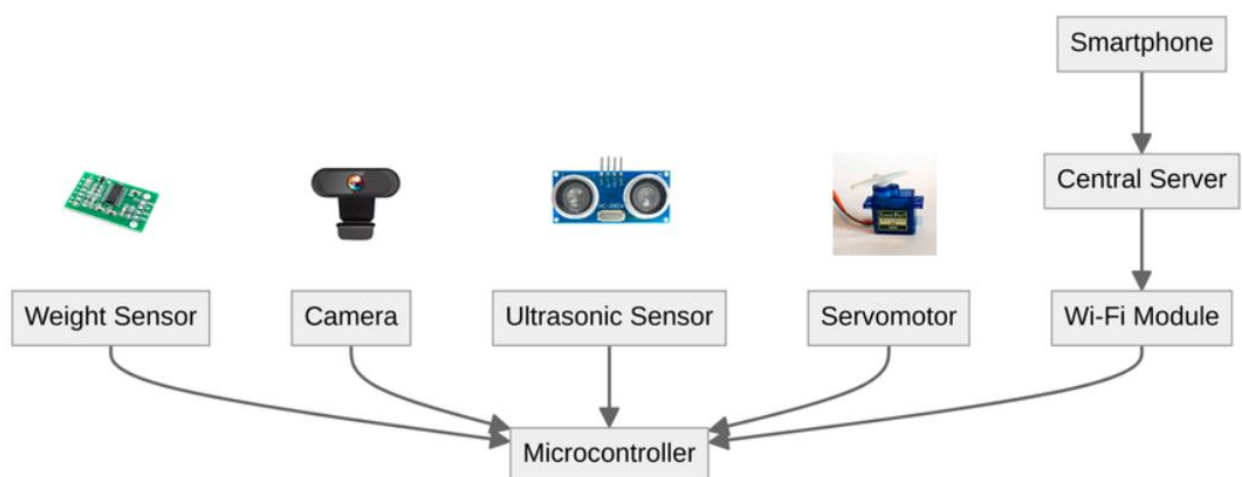 Smartphone
Central Server
Weight Sensor
Camera
Ultrasonic Sensor
Servomotor
Wi-Fi Module
Microcontroller